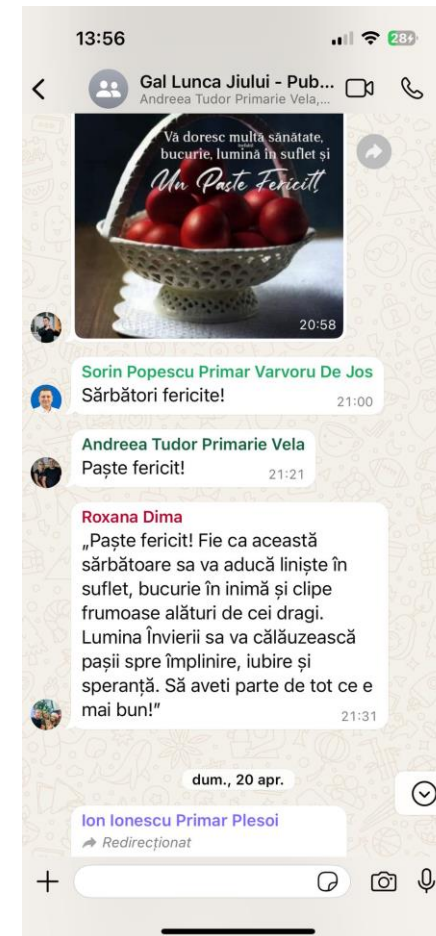 13:56
28
Gal Lunca Jiului - Pub...
Andreea Tudor Primarie Vela,...
Vă doresc multă sănătate,
bucurie, lumină în suflet și
Un Paste Fericit!
20:58
Sorin Popescu Primar Varvoru De Jos
Sărbători fericite!
21:00
Andreea Tudor Primarie Vela
Paște fericit!
21:21
Roxana Dima
„Paște fericit! Fie ca această
sărbătoare sa va aducă liniște în
suflet, bucurie în inimă și clipe
frumoase alături de cei dragi.
Lumina Învierii sa va călăuzească
pașii spre împlinire, iubire și
speranță. Să aveti parte de tot ce e
mai bun!”
21:31
dum., 20 apr.
Ion Ionescu Primar Plesoi
Redirecționat